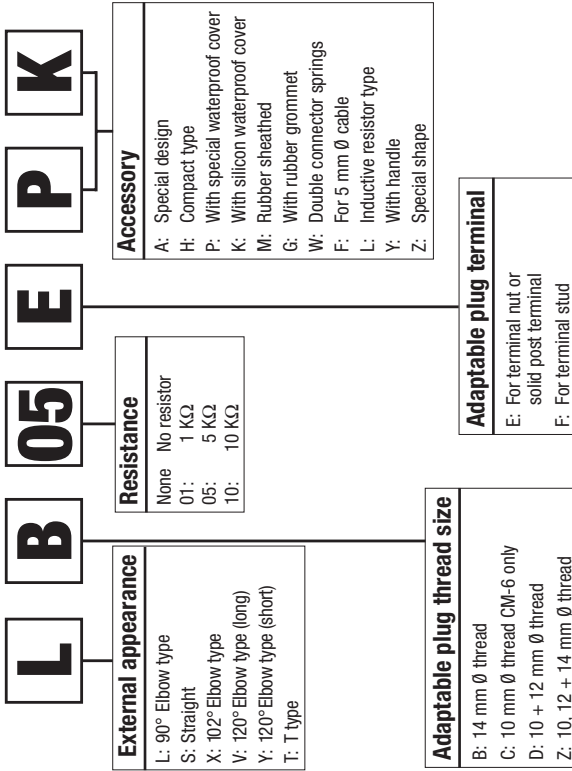 L B 05 E P K
External appearance
L: 90° Elbow type
S: Straight
X: 102° Elbow type
V: 120° Elbow type (long)
Y: 120° Elbow type (short)
T: T type
Resistance
None No resistor
01: 1 KΩ
05: 5 KΩ
10: 10 KΩ
Accessory
A: Special design
H: Compact type
P: With special waterproof cover
K: With silicon waterproof cover
M: Rubber sheathed
G: With rubber grommet
W: Double connector springs
F: For 5 mm Ø cable
L: Inductive resistor type
Y: With handle
Z: Special shape
Adaptable plug thread size
B: 14 mm Ø thread
C: 10 mm Ø thread CM-6 only
D: 10 + 12 mm Ø thread
Z: 10, 12 + 14 mm Ø thread
Adaptable plug terminal
E: For terminal nut or
solid post terminal
F: For terminal stud